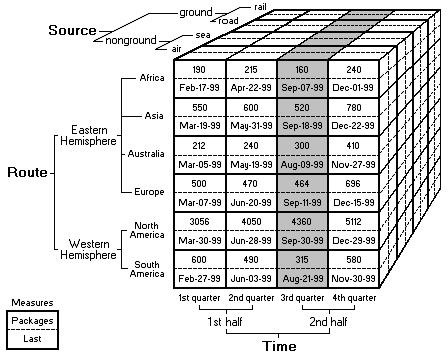 Source
ground
rail
road
nonground
sea
air
Africa
190 215 160 240
Feb-17-99 Apr-22-99 Sep-07-99 Dec-01-99
Asia
550 600 520 780
Mar-19-99 May-31-99 Sep-18-99 Dec-22-99
Eastern
Hemisphere
Australia
212 240 300 410
Mar-05-99 May-19-99 Aug-09-99 Nov-27-99
Route
Europe
500 470 464 696
Mar-07-99 Jun-20-99 Sep-11-99 Dec-15-99
North
America
3056 4050 4360 5112
Mar-30-99 Jun-28-99 Sep-30-99 Dec-29-99
Western
Hemisphere
South
America
600 490 315 580
Feb-27-99 Jun-03-99 Aug-21-99 Nov-30-99
Measures
Packages
Last
1st quarter 2nd quarter 3rd quarter 4th quarter
1st half 2nd half
Time